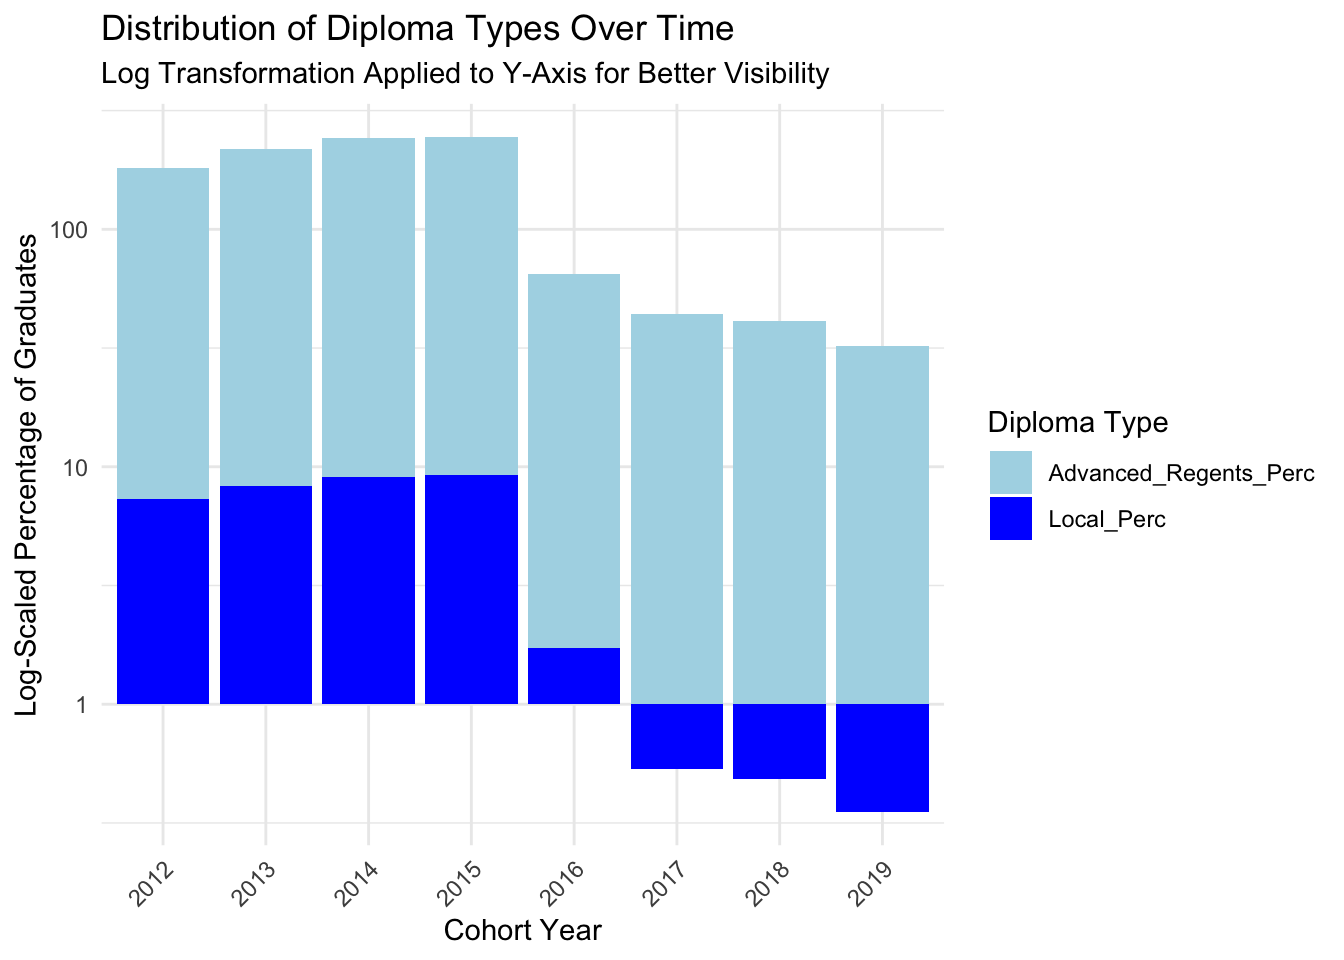 Distribution of Diploma Types Over Time
Log Transformation Applied to Y-Axis for Better Visibility
Log-Scaled Percentage of Graduates
100
10
1
2012
2013
2014
2015
2016
2017
2018
2019
Cohort Year
Diploma Type
Advanced_Regents_Perc
Local_Perc